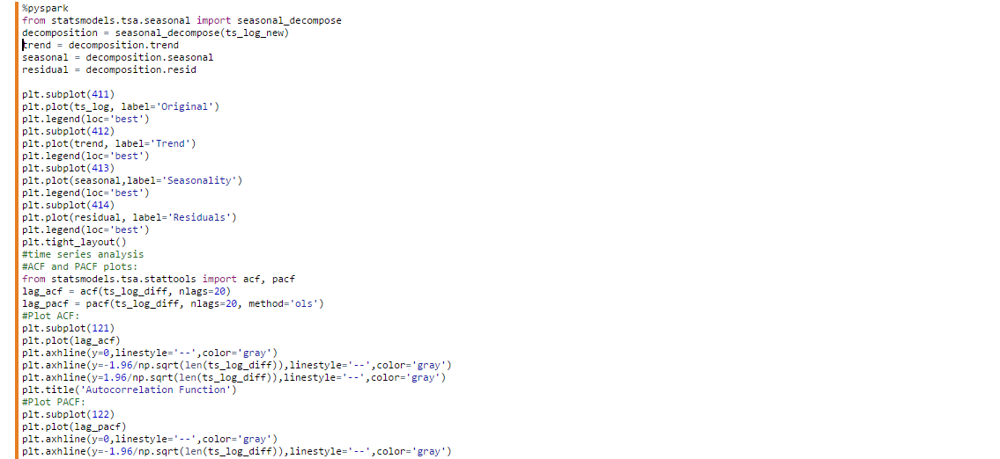 %pyspark
from statsmodels.tsa.seasonal import seasonal_decompose
decomposition = seasonal_decompose(ts_log_new)
trend = decomposition.trend
seasonal = decomposition.seasonal
residual = decomposition.resid
plt.subplot(411)
plt.plot(ts_log, label='Original')
plt.legend(loc='best')
plt.subplot(412)
plt.plot(trend, label='Trend')
plt.legend(loc='best')
plt.subplot(413)
plt.plot(seasonal,label='Seasonality')
plt.legend(loc='best')
plt.subplot(414)
plt.plot(residual, label='Residuals')
plt.legend(loc='best')
plt.tight_layout()
#time series analysis
#ACF and PACF plots:
from statsmodels.tsa.stattools import acf, pacf
lag_acf = acf(ts_log_diff, nlags=20)
lag_pacf = pacf(ts_log_diff, nlags=20, method='ols')
#Plot ACF:
plt.subplot(121)
plt.plot(lag_acf)
plt.axhline(y=0,linestyle='--',color='gray')
plt.axhline(y=-1.96/np.sqrt(len(ts_log_diff)),linestyle='--',color='gray')
plt.axhline(y=1.96/np.sqrt(len(ts_log_diff)),linestyle='--',color='gray')
plt.title('Autocorrelation Function')
#Plot PACF:
plt.subplot(122)
plt.plot(lag_pacf)
plt.axhline(y=0,linestyle='--',color='gray')
plt.axhline(y=-1.96/np.sqrt(len(ts_log_diff)),linestyle='--',color='gray')